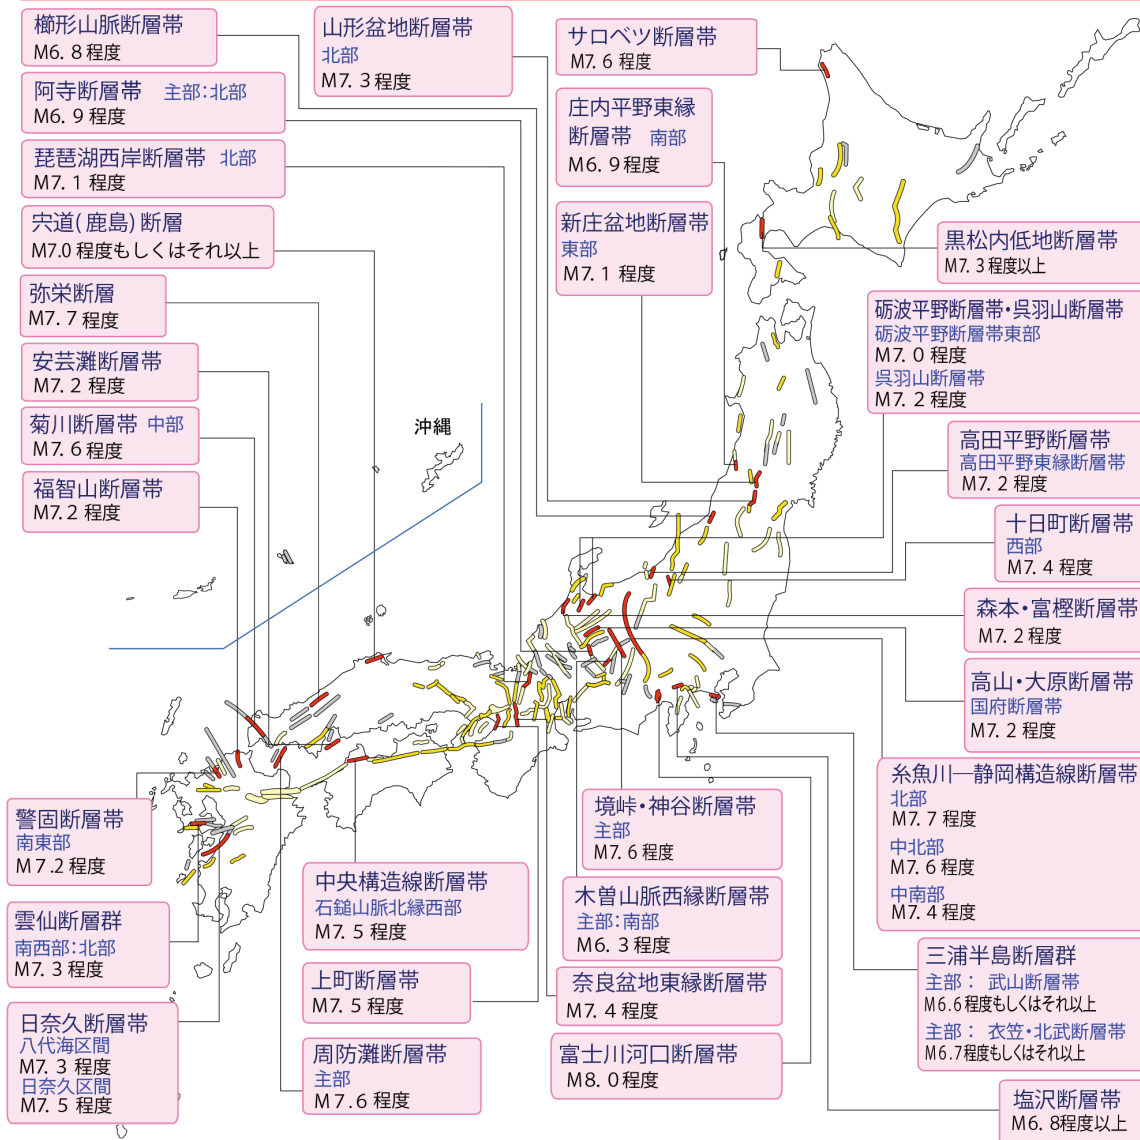 櫛形山脈断層帯
M6. 8 程度
阿寺断層帯 主部:北部
M6. 9 程度
琵琶湖西岸断層帯 北部
M7. 1 程度
宍道(鹿島)断層
M7.0 程度もしくはそれ以上
弥栄断層
M7. 7 程度
安芸灘断層帯
M7. 2 程度
菊川断層帯 中部
M7. 6 程度
福智山断層帯
M7. 2 程度
山形盆地断層帯
北部
M7. 3 程度
サロベツ断層帯
M7. 6 程度
庄内平野東縁
断層帯 南部
M6. 9 程度
新庄盆地断層帯
東部
M7. 1 程度
黒松内低地断層帯
M7. 3 程度以上
砺波平野断層帯・呉羽山断層帯
砺波平野断層帯東部
M7. 0 程度
呉羽山断層帯
M7. 2 程度
高田平野断層帯
高田平野東縁断層帯
M7. 2 程度
十日町断層帯
西部
M7. 4 程度
森本・富樫断層帯
M7. 2 程度
高山・大原断層帯
国府断層帯
M7. 2 程度
糸魚川―静岡構造線断層帯
北部
M7. 7 程度
中北部
M7. 6 程度
中南部
M7. 4 程度
三浦半島断層群
主部： 武山断層帯
M6.6程度もしくはそれ以上
主部： 衣笠・北武断層帯
M6.7程度もしくはそれ以上
塩沢断層帯
M6. 8程度以上
沖縄
警固断層帯
南東部
M7.2 程度
雲仙断層群
南西部:北部
M7. 3 程度
日奈久断層帯
八代海区間
M7. 3 程度
日奈久区間
M7. 5 程度
中央構造線断層帯
石鎚山脈北縁西部
M7. 5 程度
上町断層帯
M7. 5 程度
周防灘断層帯
主部
M7.6 程度
境峠・神谷断層帯
主部
M7. 6 程度
木曽山脈西縁断層帯
主部:南部
M6. 3 程度
奈良盆地東縁断層帯
M7. 4 程度
富士川河口断層帯
M8. 0程度